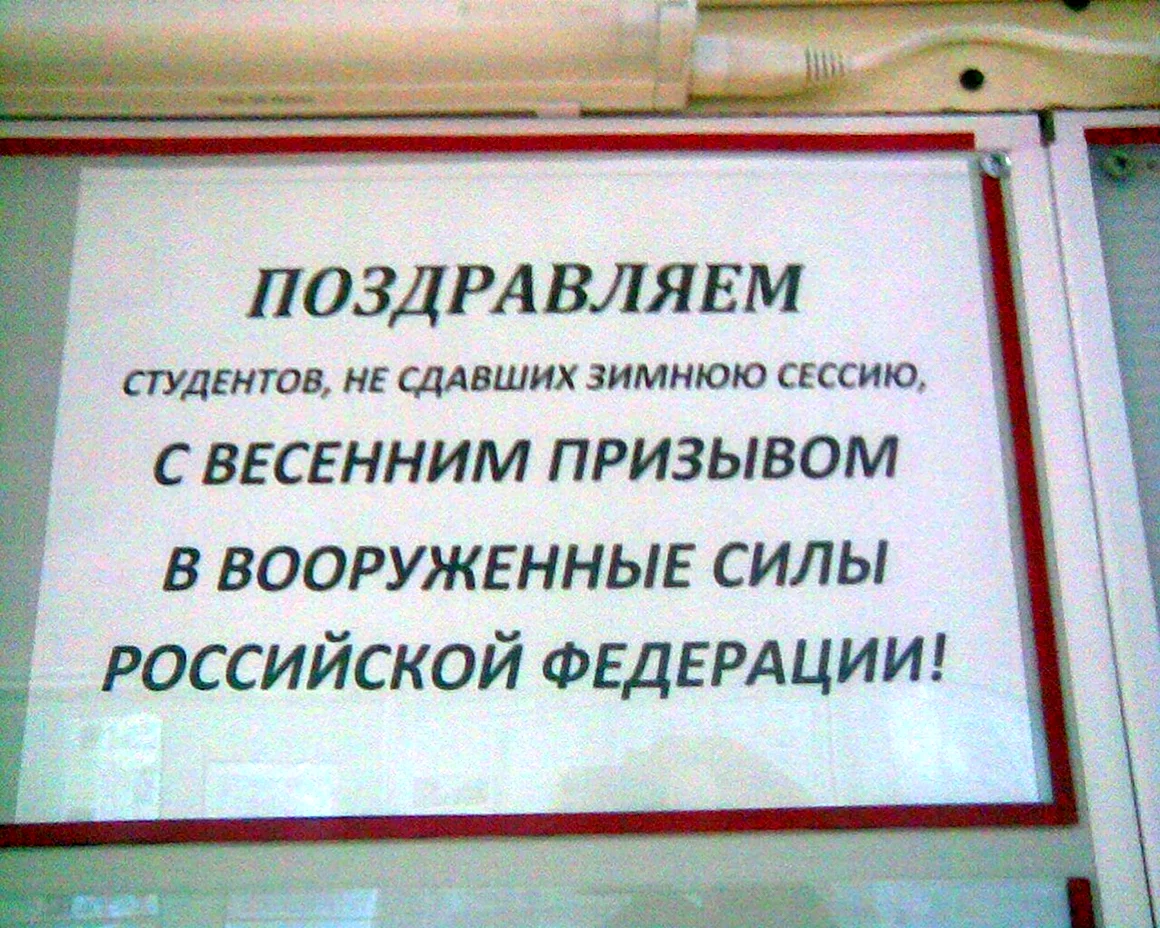 ПОЗДРАВЛЯЕМ
СТУДЕНТОВ, НЕ СДАВШИХ ЗИМНЮЮ СЕССИЮ,
С ВЕСЕННИМ ПРИЗЫВОМ
В ВООРУЖЕННЫЕ СИЛЫ
РОССИЙСКОЙ ФЕДЕРАЦИИ!